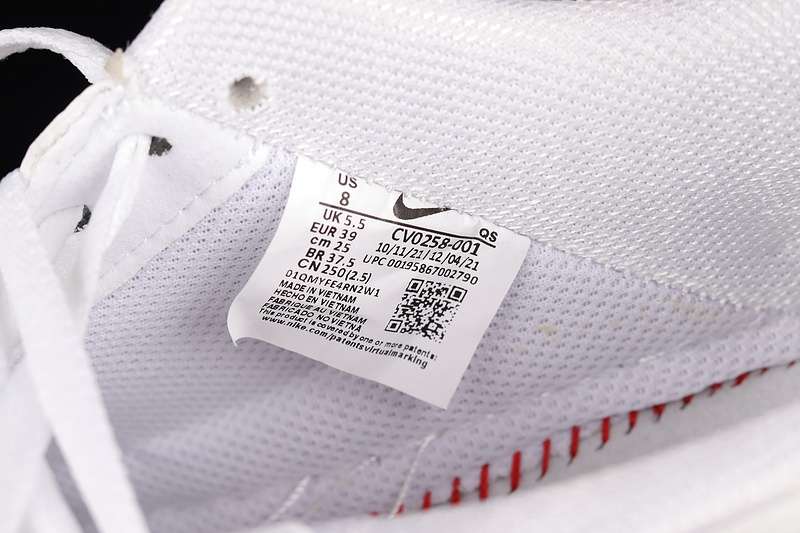 US
8
UK 5.5
EUR 39
cm 25
BR 37.5
CN 250(2.5)
QS
CV0258-001
10/11/21/12/04/21
UPC 00195867002790
01QMYFE4RN2W1
MADE IN VIETNAM
HECHO EN VIETNAM
FABRIQUE AU VIETNAM
FABRICADO NO VIETNÃ
This product is covered by one or more patents:
www.nike.com/patentsvirtualmarking